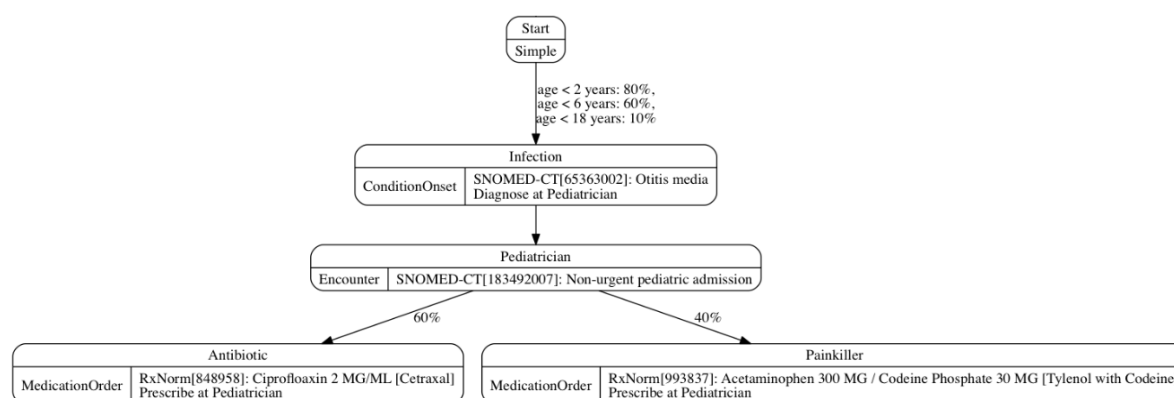 Start
Simple
age < 2 years: 80%,
age < 6 years: 60%,
age < 18 years: 10%
Infection
ConditionOnset
SNOMED-CT[65363002]: Otitis media
Diagnose at Pediatrician
Pediatrician
Encounter
SNOMED-CT[183492007]: Non-urgent pediatric admission
60%
40%
Antibiotic
MedicationOrder
RxNorm[848958]: Ciprofloaxin 2 MG/ML [Cetraxal]
Prescribe at Pediatrician
Painkiller
MedicationOrder
RxNorm[993837]: Acetaminophen 300 MG / Codeine Phosphate 30 MG [Tylenol with Codeine
Prescribe at Pediatrician